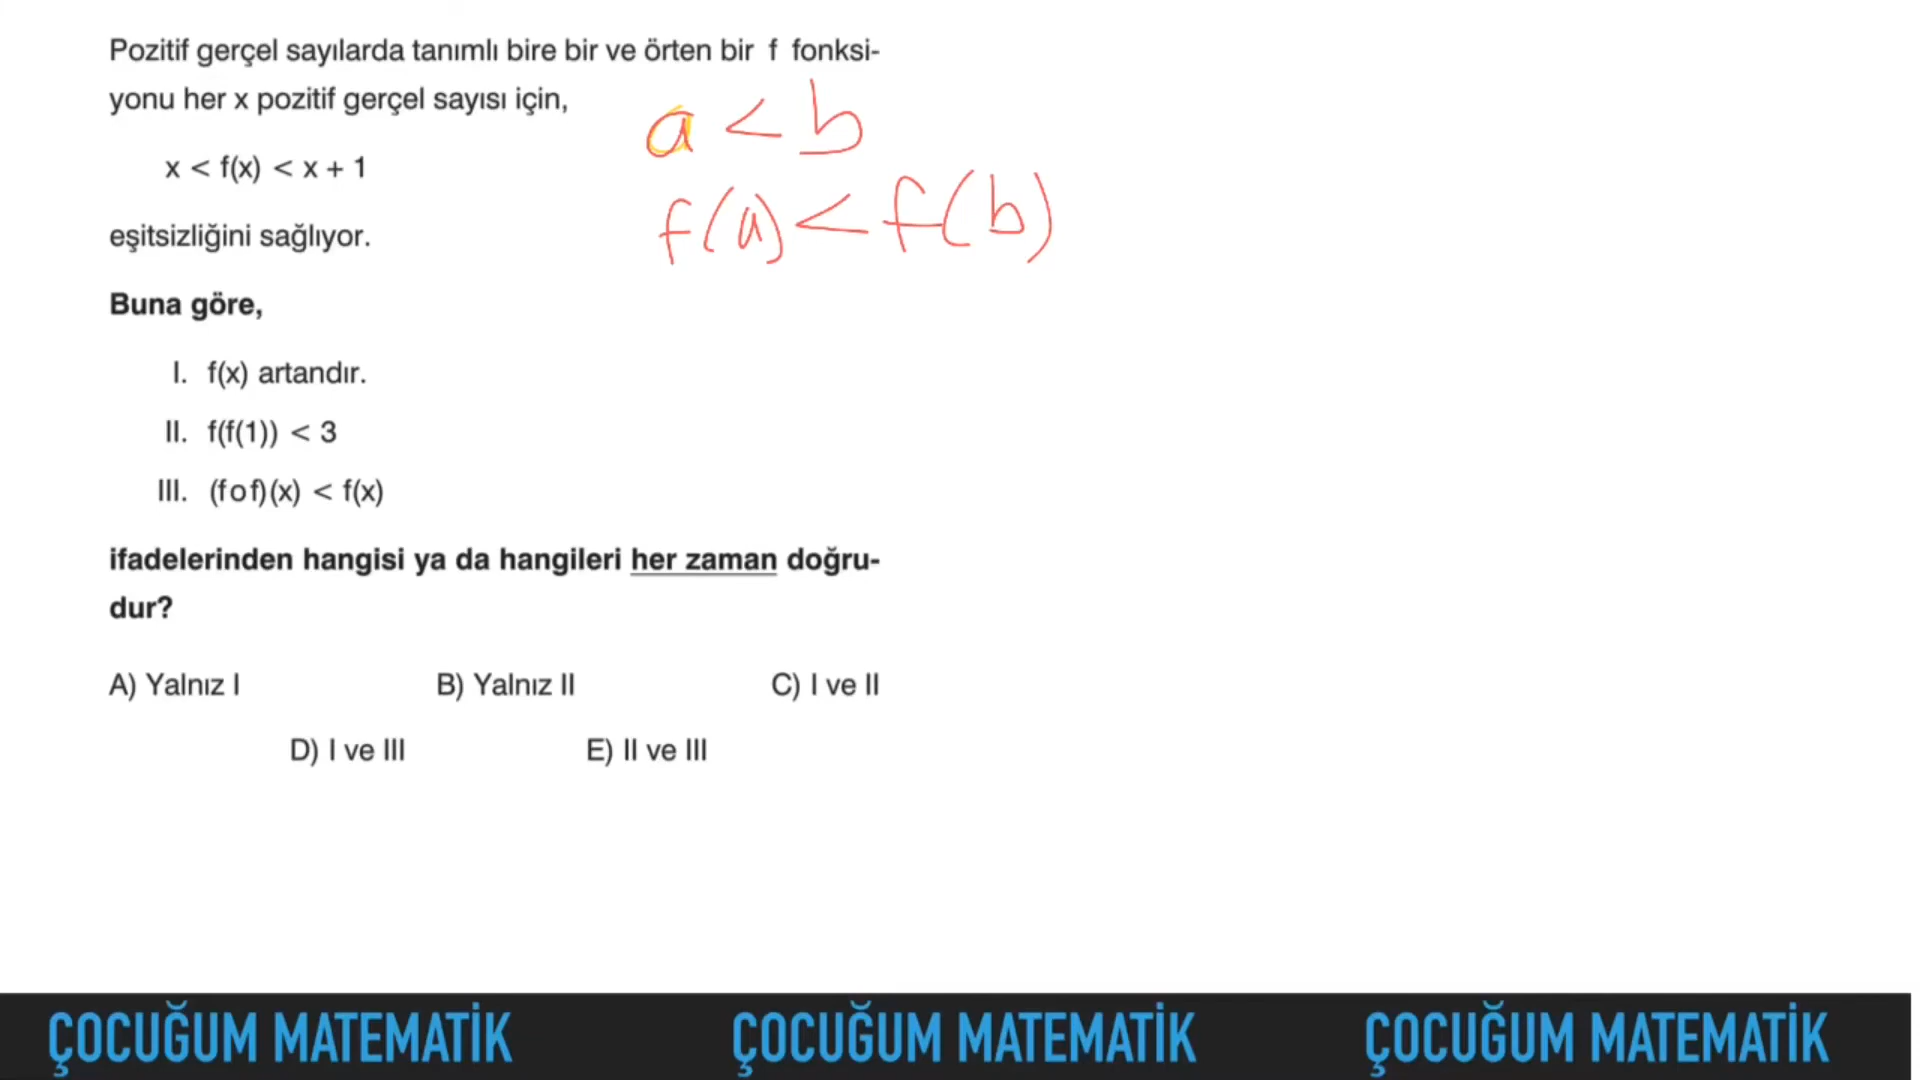 Pozitif gerçel sayılarda tanımlı bire bir ve örten bir f fonksi-
yonu her x pozitif gerçel sayısı için,
a < b
x < f(x) < x + 1
f(a) < f(b)
eşitsizliğini sağlıyor.
Buna göre,
I. f(x) artandır.
II. f(f(1)) < 3
III. (fof)(x) < f(x)
ifadelerinden hangisi ya da hangileri her zaman doğru-
dur?
A) Yalnız I B) Yalnız II C) I ve II
D) I ve III E) II ve III
ÇOCUĞUM MATEMATİK ÇOCUĞUM MATEMATİK ÇOCUĞUM MATEMATİK